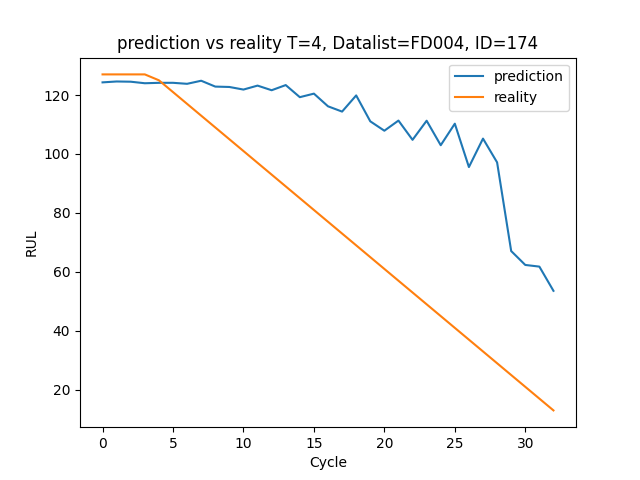 prediction vs reality T=4, Datalist=FD004, ID=174
prediction
reality
120
100
80
60
40
20
RUL
0 5 10 15 20 25 30
Cycle